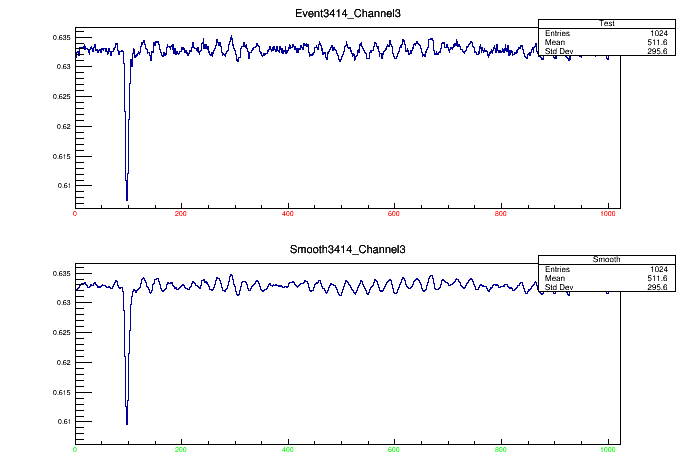 Event3414_Channel3
Test
Entries 1024
Mean 511.6
Std Dev 295.6
0.635
0.63
0.625
0.62
0.615
0.61
0 200 400 600 800 1000
Smooth3414_Channel3
Smooth
Entries 1024
Mean 511.6
Std Dev 295.6
0.635
0.63
0.625
0.62
0.615
0.61
0 200 400 600 800 1000